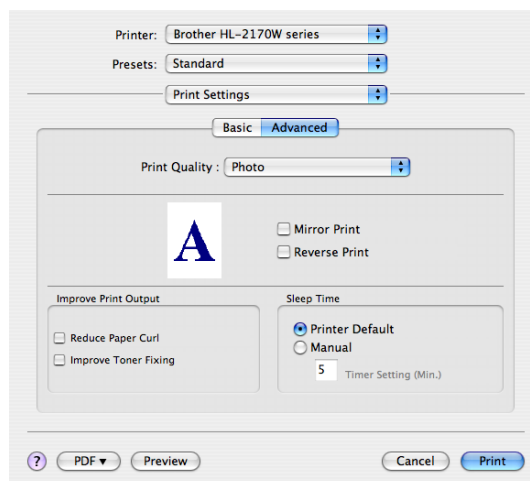 Printer: Brother HL-2170W series
Presets: Standard
Print Settings
Basic Advanced
Print Quality : Photo
A
Mirror Print
Reverse Print
Improve Print Output
Reduce Paper Curl
Improve Toner Fixing
Sleep Time
Printer Default
Manual
5 Timer Setting (Min.)
? PDF ▾ Preview Cancel Print